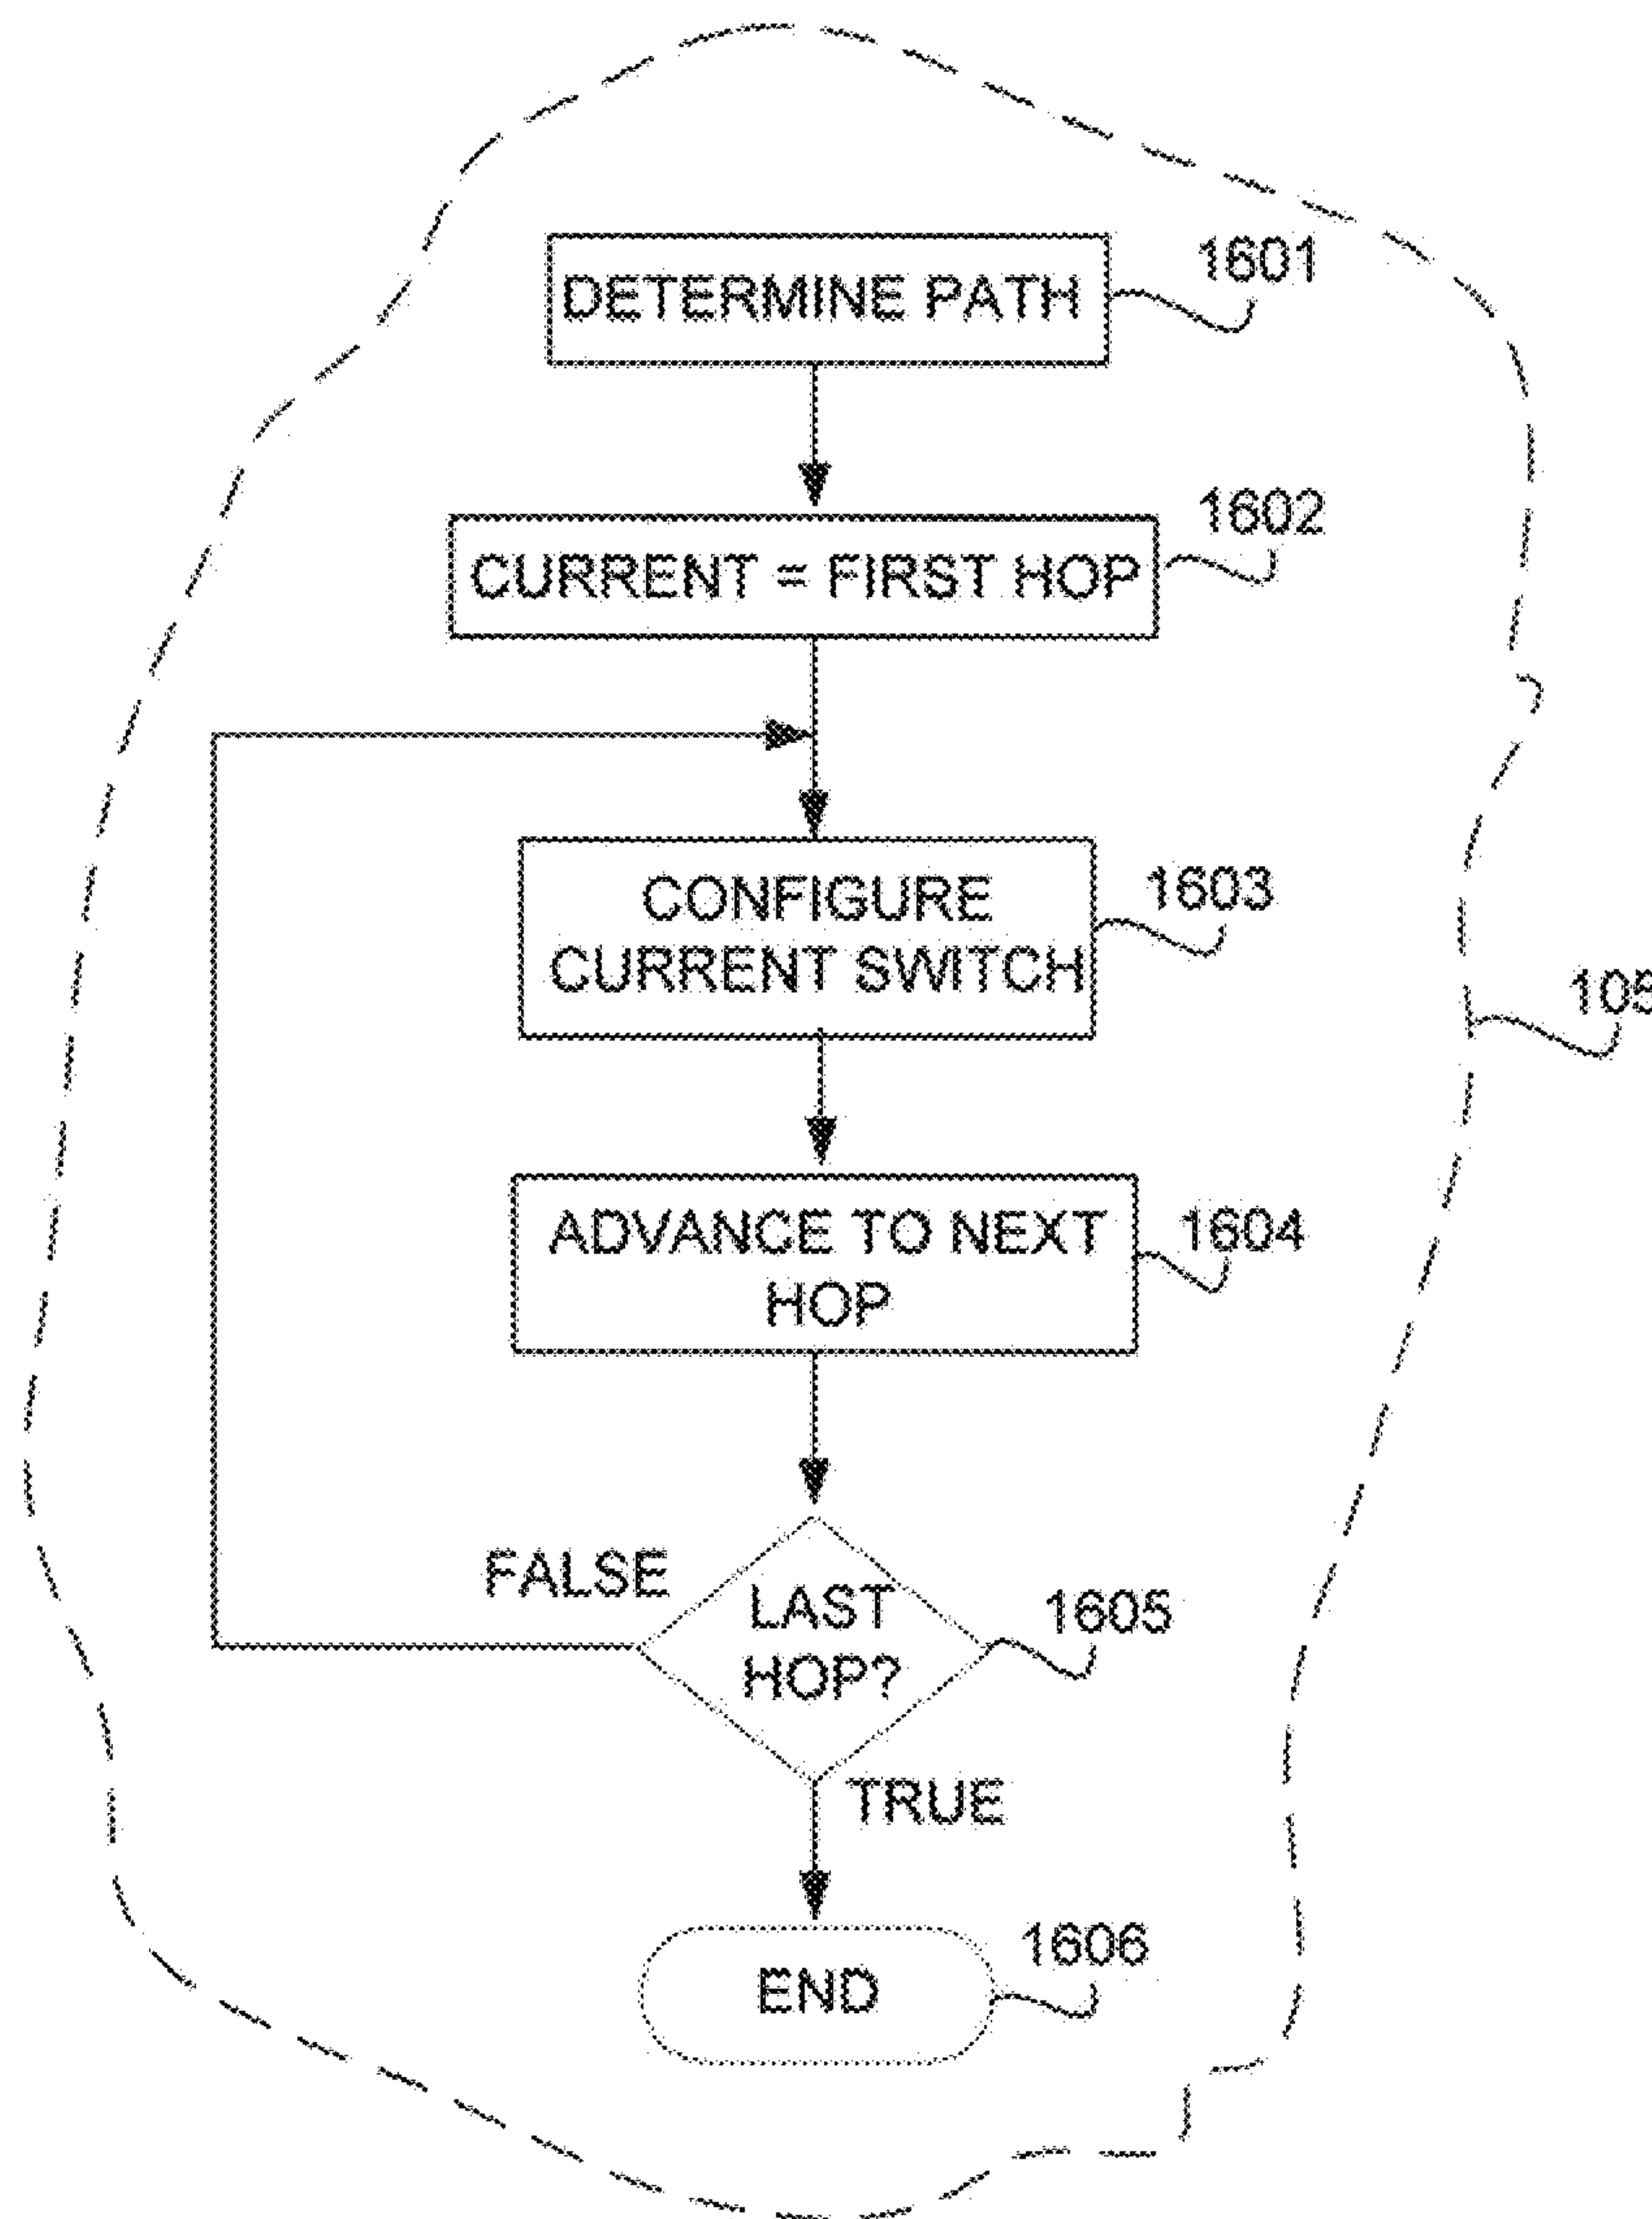 DETERMINE PATH
1601
CURRENT = FIRST HOP
1602
CONFIGURE
CURRENT SWITCH
1603
105
ADVANCE TO NEXT
HOP
1604
FALSE
LAST
HOP?
1605
TRUE
END
1606